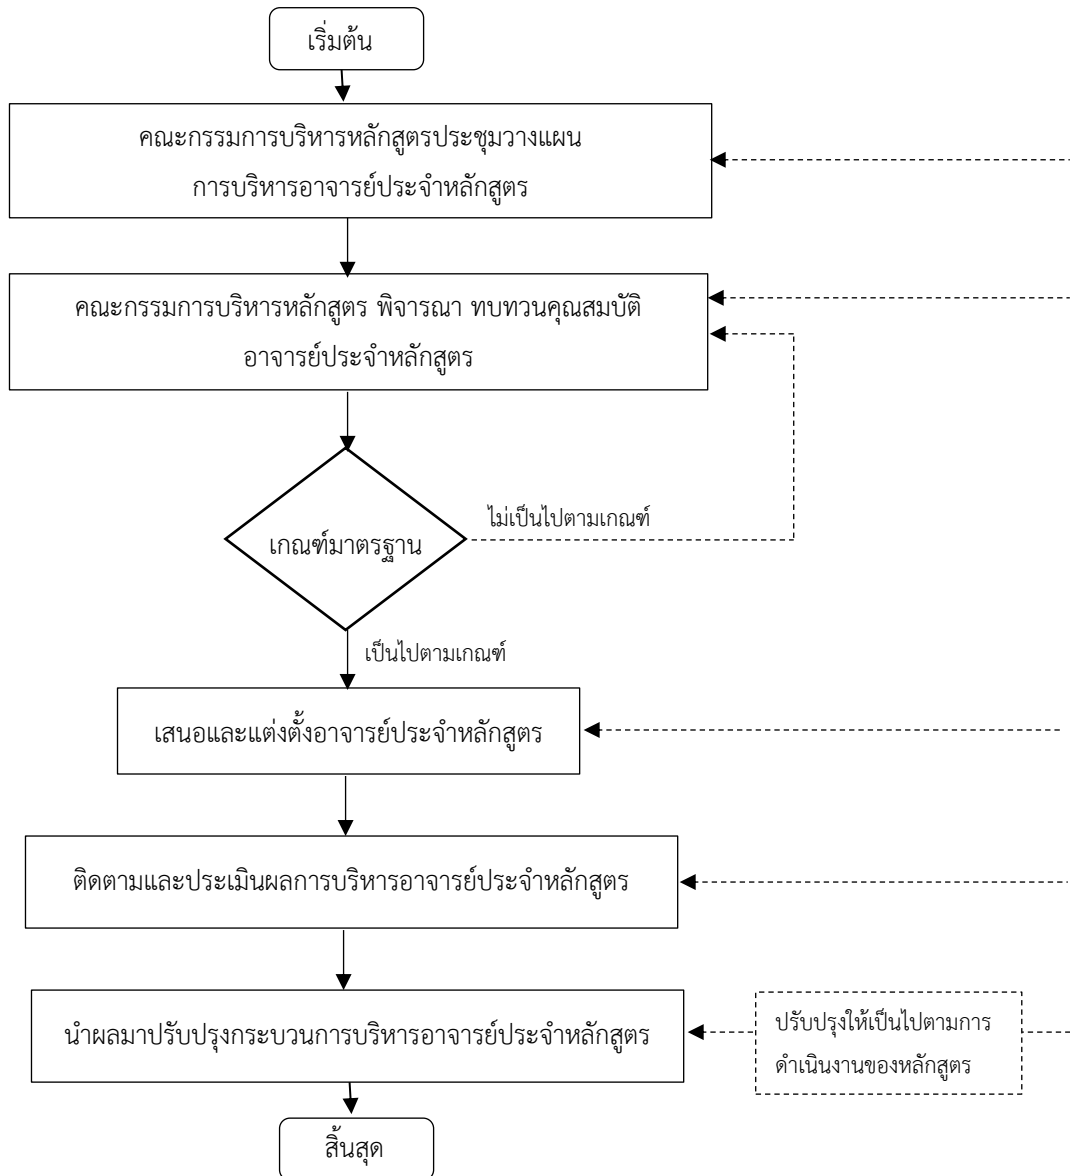 เริ่มต้น
คณะกรรมการบริหารหลักสูตรประชุมวางแผน
การบริหารอาจารย์ประจำหลักสูตร
คณะกรรมการบริหารหลักสูตร พิจารณา ทบทวนคุณสมบัติ
อาจารย์ประจำหลักสูตร
ไม่เป็นไปตามเกณฑ์
เกณฑ์มาตรฐาน
เป็นไปตามเกณฑ์
เสนอและแต่งตั้งอาจารย์ประจำหลักสูตร
ติดตามและประเมินผลการบริหารอาจารย์ประจำหลักสูตร
นำผลมาปรับปรุงกระบวนการบริหารอาจารย์ประจำหลักสูตร
ปรับปรุงให้เป็นไปตามการ
ดำเนินงานของหลักสูตร
สิ้นสุด